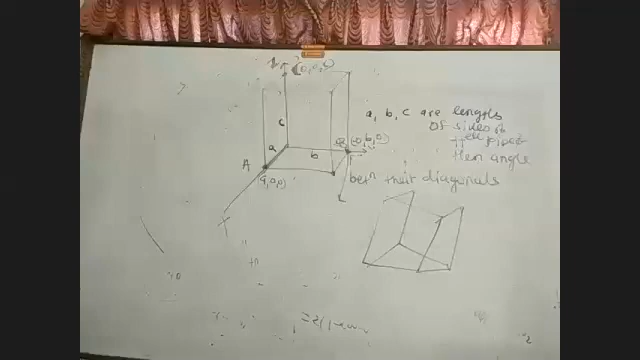 a, b, c are lengths
of sides of
then angle
betn their diagonals
(0,0,c)
c
a
b
B (0,b,0)
A
(a,0,0)
X